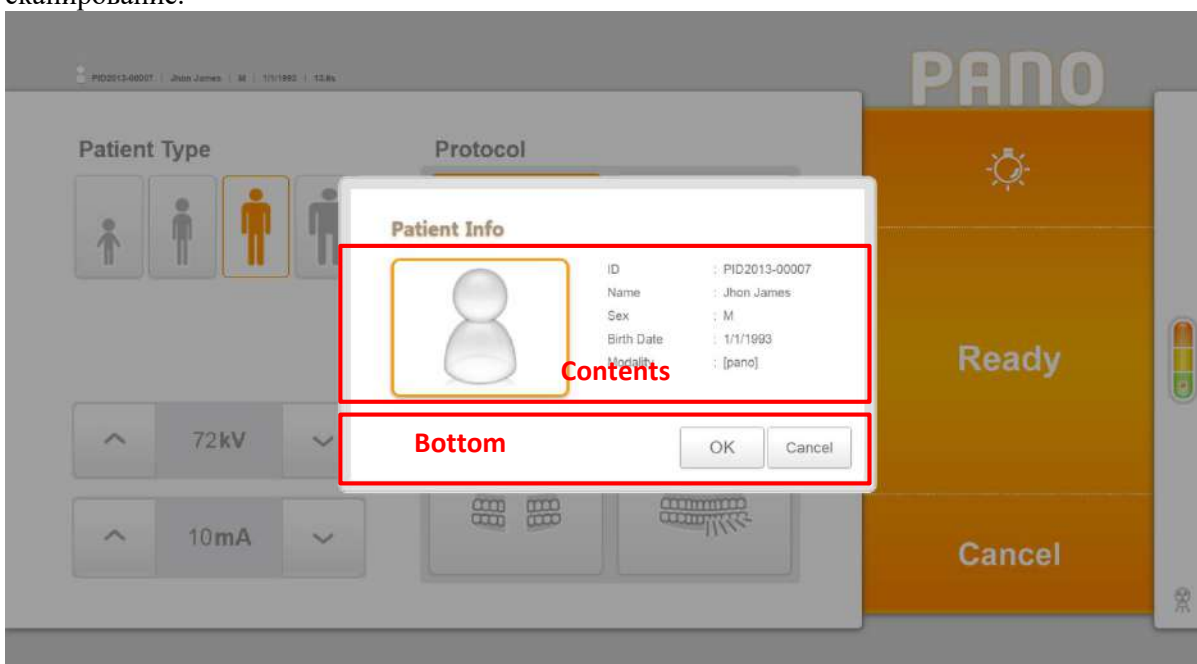 сканирование.
PID2013-00007 | Jhon James | M | 1/1/1993 | 13.8s
PANO
Patient Type
Protocol
Patient Info
ID : PID2013-00007
Name : Jhon James
Sex : M
Birth Date : 1/1/1993
Modality : [pano]
Contents
Ready
72kV
Bottom
OK
Cancel
10mA
Cancel